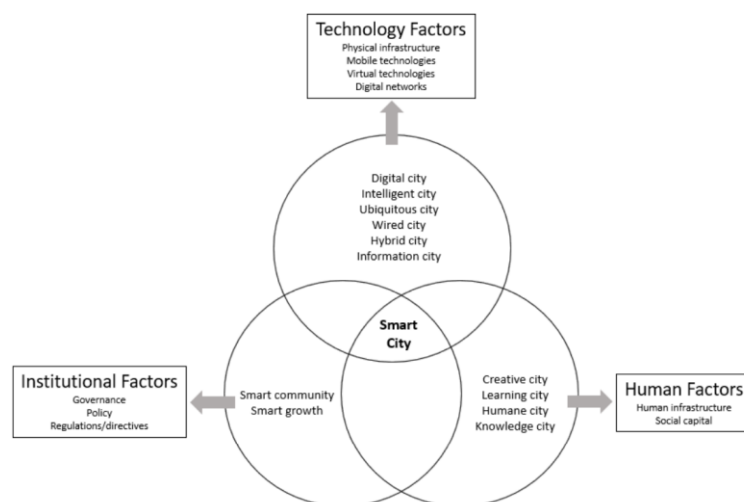 Technology Factors
Physical infrastructure
Mobile technologies
Virtual technologies
Digital networks
Digital city
Intelligent city
Ubiquitous city
Wired city
Hybrid city
Information city
Smart
City
Institutional Factors
Governance
Policy
Regulations/directives
Smart community
Smart growth
Creative city
Learning city
Humane city
Knowledge city
Human Factors
Human infrastructure
Social capital